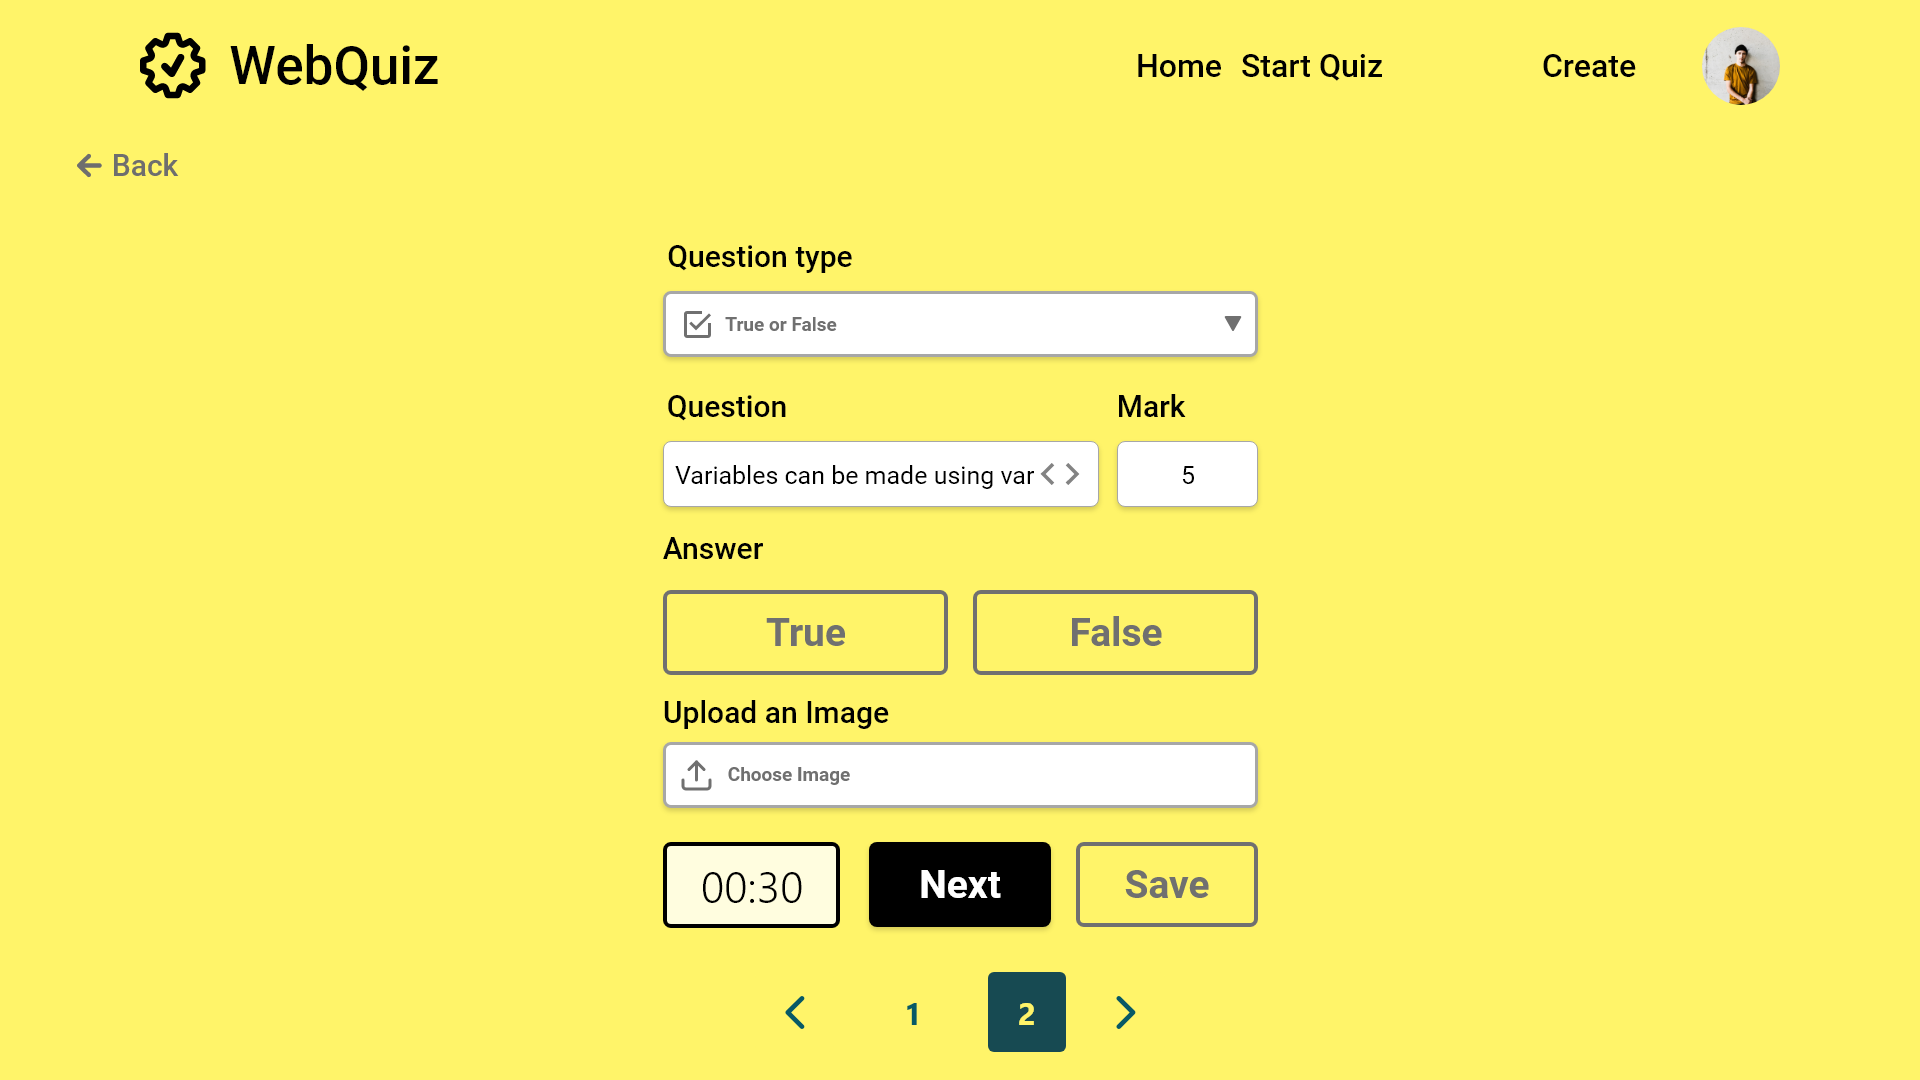 WebQuiz
Home Start Quiz Create
Back
Question type
True or False
Question Mark
Variables can be made using var 5
Answer
True False
Upload an Image
Choose Image
00:30 Next Save
1 2